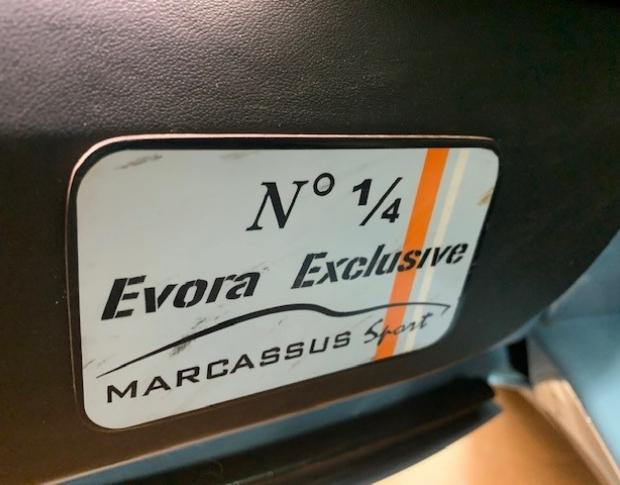 N° 1/4
Evora Exclusive
MARCASSUS Sport